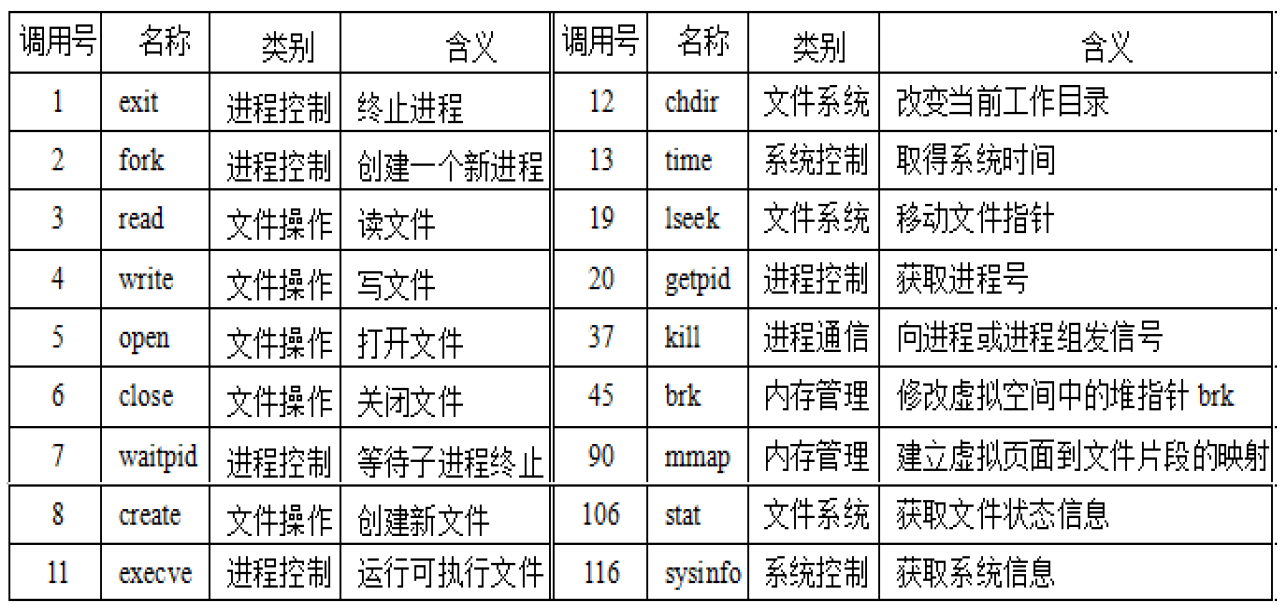 调用号 名称 类别 含义 调用号 名称 类别 含义
1 exit 进程控制 终止进程 12 chdir 文件系统 改变当前工作目录
2 fork 进程控制 创建一个新进程 13 time 系统控制 取得系统时间
3 read 文件操作 读文件 19 lseek 文件系统 移动文件指针
4 write 文件操作 写文件 20 getpid 进程控制 获取进程号
5 open 文件操作 打开文件 37 kill 进程通信 向进程或进程组发信号
6 close 文件操作 关闭文件 45 brk 内存管理 修改虚拟空间中的堆指针 brk
7 waitpid 进程控制 等待子进程终止 90 mmap 内存管理 建立虚拟页面到文件片段的映射
8 create 文件操作 创建新文件 106 stat 文件系统 获取文件状态信息
11 execve 进程控制 运行可执行文件 116 sysinfo 系统控制 获取系统信息